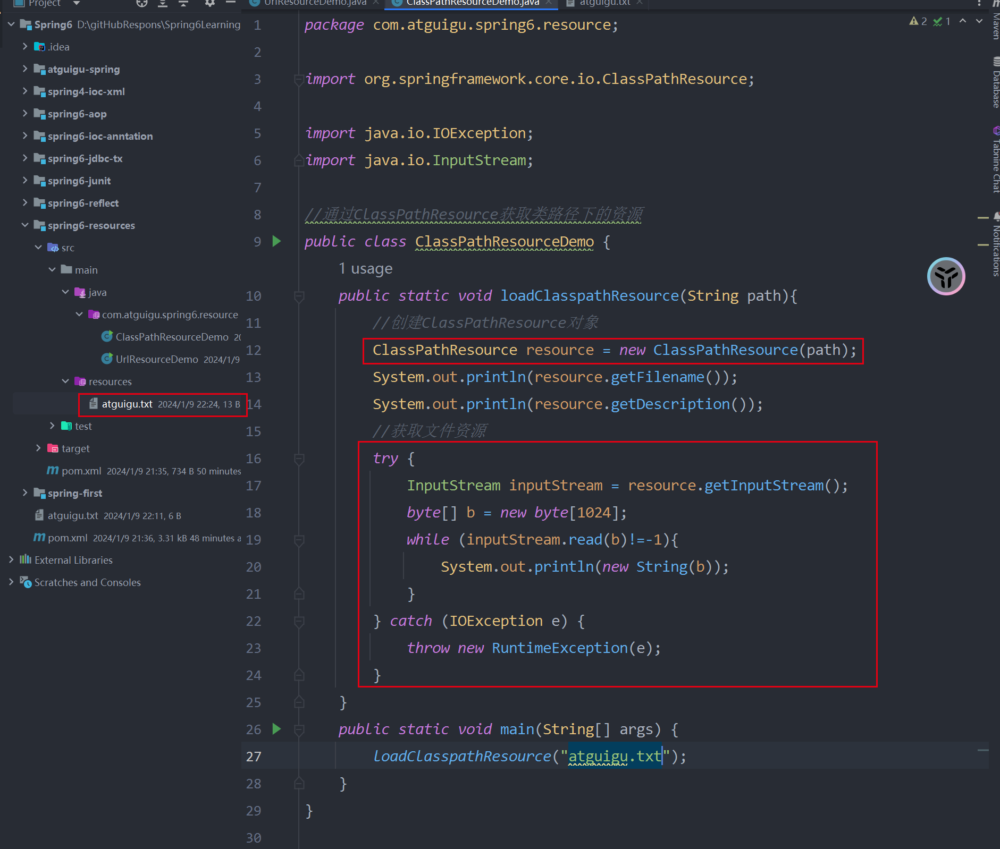 Project
UrlResourceDemo.java
ClassPathResourceDemo.java
atguigu.txt
Spring6 D:\gitHubRespons\Spring6Learning
.idea
atguigu-spring
spring4-ioc-xml
spring6-aop
spring6-ioc-anntation
spring6-jdbc-tx
spring6-junit
spring6-reflect
spring6-resources
src
main
java
com.atguigu.spring6.resource
ClassPathResourceDemo
UrlResourceDemo 2024/1/9
resources
atguigu.txt 2024/1/9 22:24, 13 B
test
target
pom.xml 2024/1/9 21:35, 734 B 50 minutes
spring-first
atguigu.txt 2024/1/9 22:11, 6 B
pom.xml 2024/1/9 21:36, 3.31 kB 48 minutes a
External Libraries
Scratches and Consoles
1 package com.atguigu.spring6.resource;
2
3 import org.springframework.core.io.ClassPathResource;
4
5 import java.io.IOException;
6 import java.io.InputStream;
7
8 //通过ClassPathResource获取类路径下的资源
9 public class ClassPathResourceDemo {
1 usage
10 public static void loadClasspathResource(String path){
11 //创建ClassPathResource对象
12 ClassPathResource resource = new ClassPathResource(path);
13 System.out.println(resource.getFilename());
14 System.out.println(resource.getDescription());
15 //获取文件资源
16 try {
17 InputStream inputStream = resource.getInputStream();
18 byte[] b = new byte[1024];
19 while (inputStream.read(b)!=-1){
20 System.out.println(new String(b));
21 }
22 } catch (IOException e) {
23 throw new RuntimeException(e);
24 }
25 }
26 public static void main(String[] args) {
27 loadClasspathResource("atguigu.txt");
28 }
29 }
30
2 1
Maven
Database
Tabnine Chat
Notifications